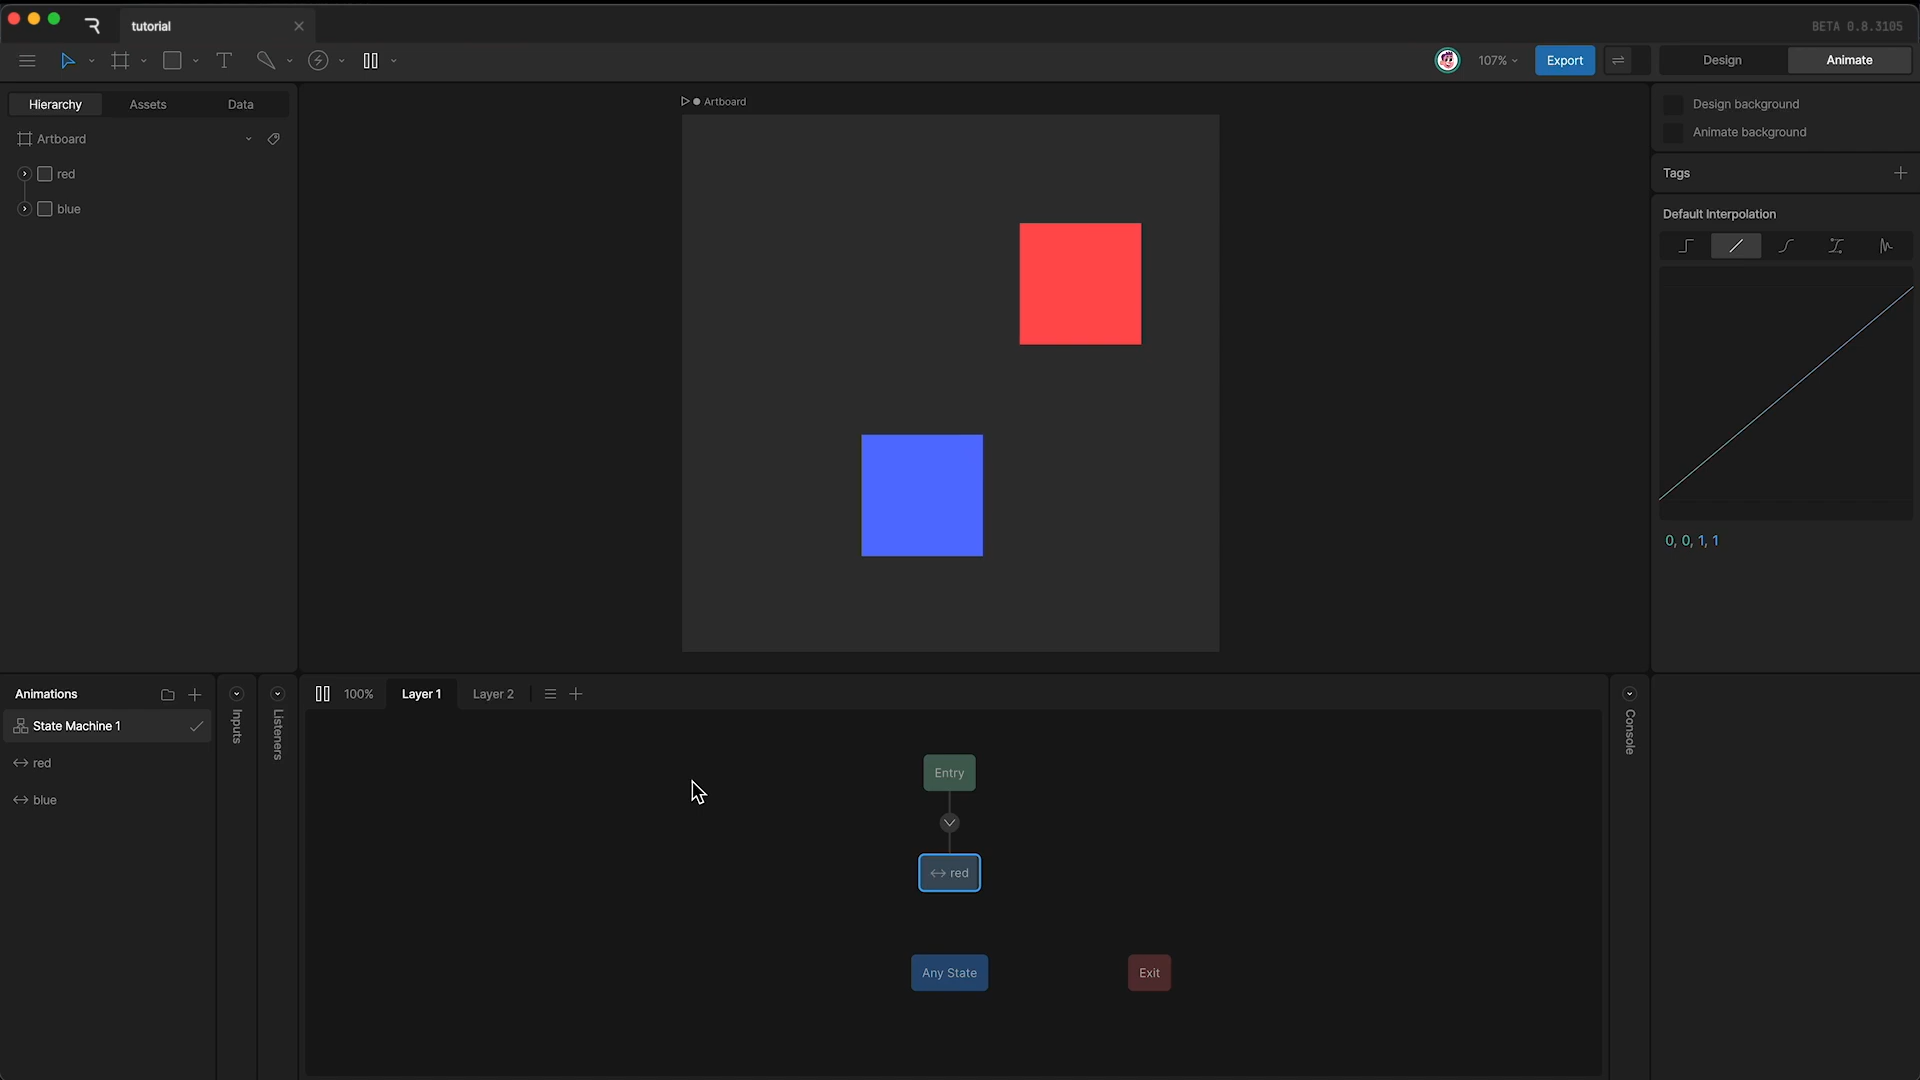 tutorial
BETA 0.8.3105
107%
Export
Design
Animate
Hierarchy
Assets
Data
Artboard
red
blue
Artboard
Design background
Animate background
Tags
Default Interpolation
0, 0, 1, 1
Animations
State Machine 1
red
blue
Inputs
Listeners
100%
Layer 1
Layer 2
Entry
red
Any State
Exit
Console